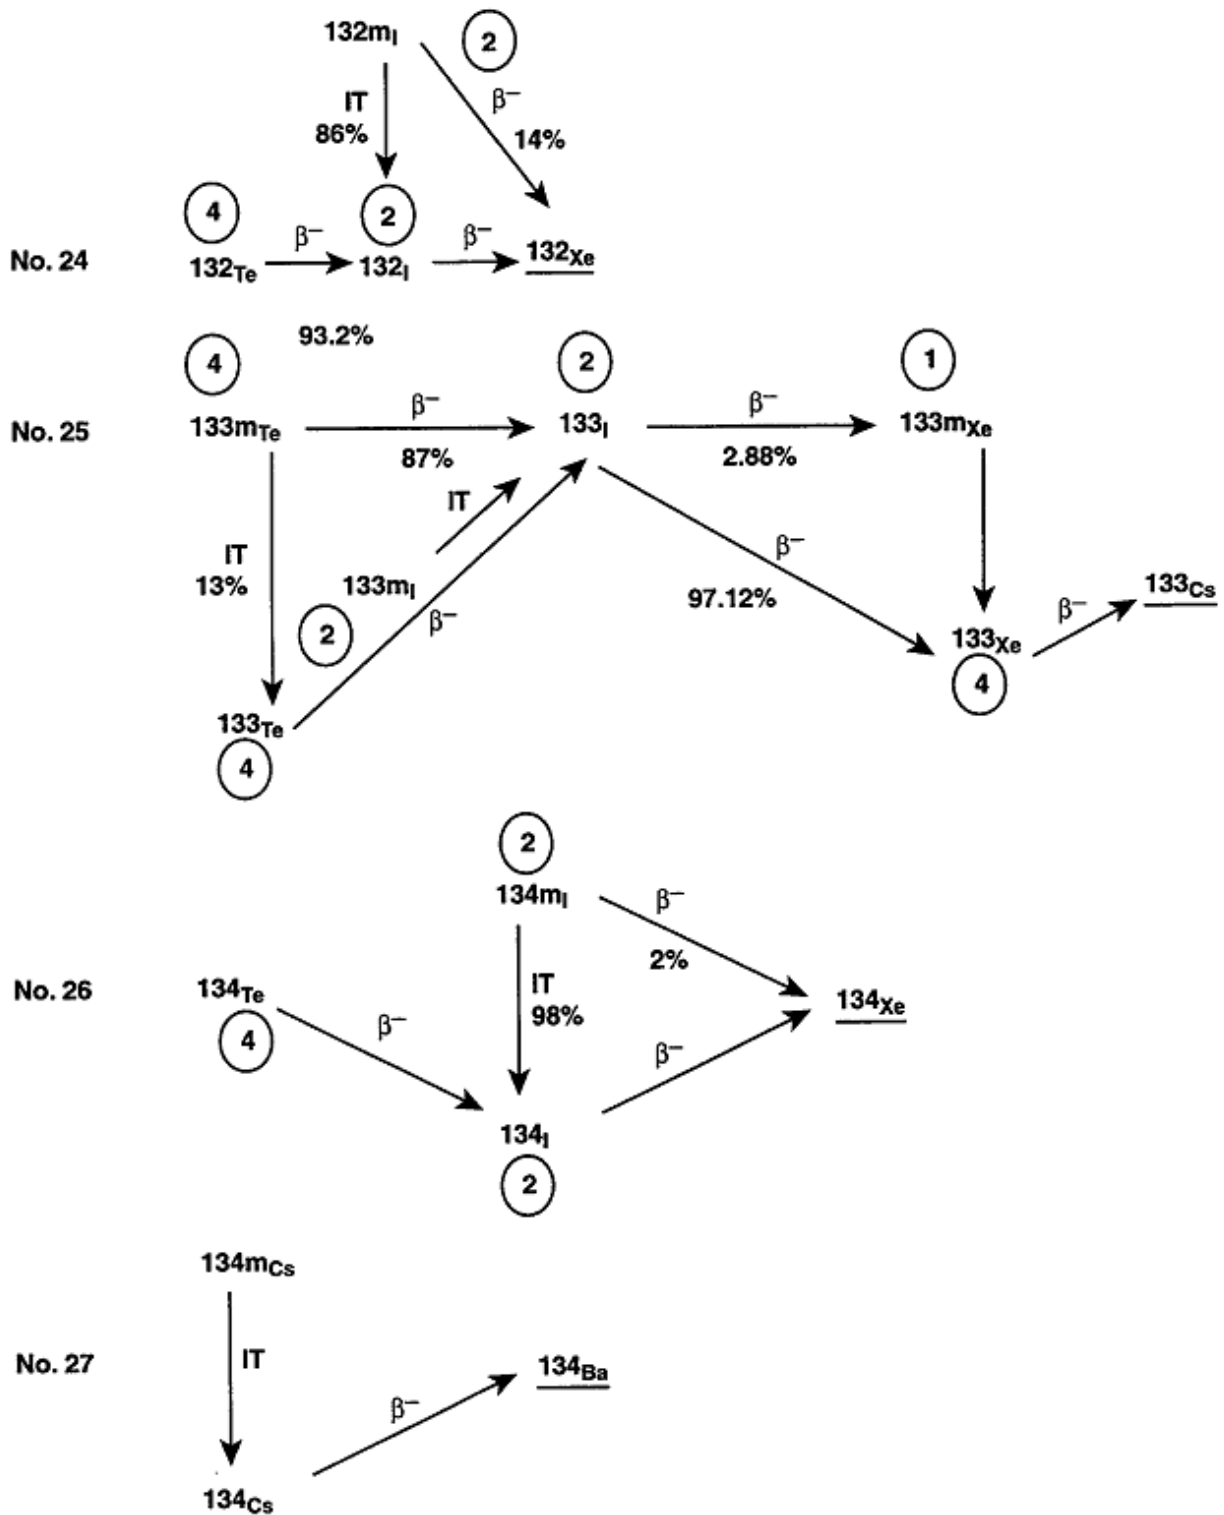 132mI
2
IT
86%
β−
14%
4
2
No. 24
132Te
β−
132I
β−
132Xe
93.2%
4
2
1
No. 25
133mTe
β−
87%
133I
β−
2.88%
133mXe
IT
IT
13%
133mI
2
β−
β−
97.12%
133Xe
4
β−
133Cs
133Te
4
2
134mI
β−
2%
No. 26
134Te
4
β−
IT
98%
134Xe
β−
134I
2
134mCs
No. 27
IT
β−
134Ba
134Cs